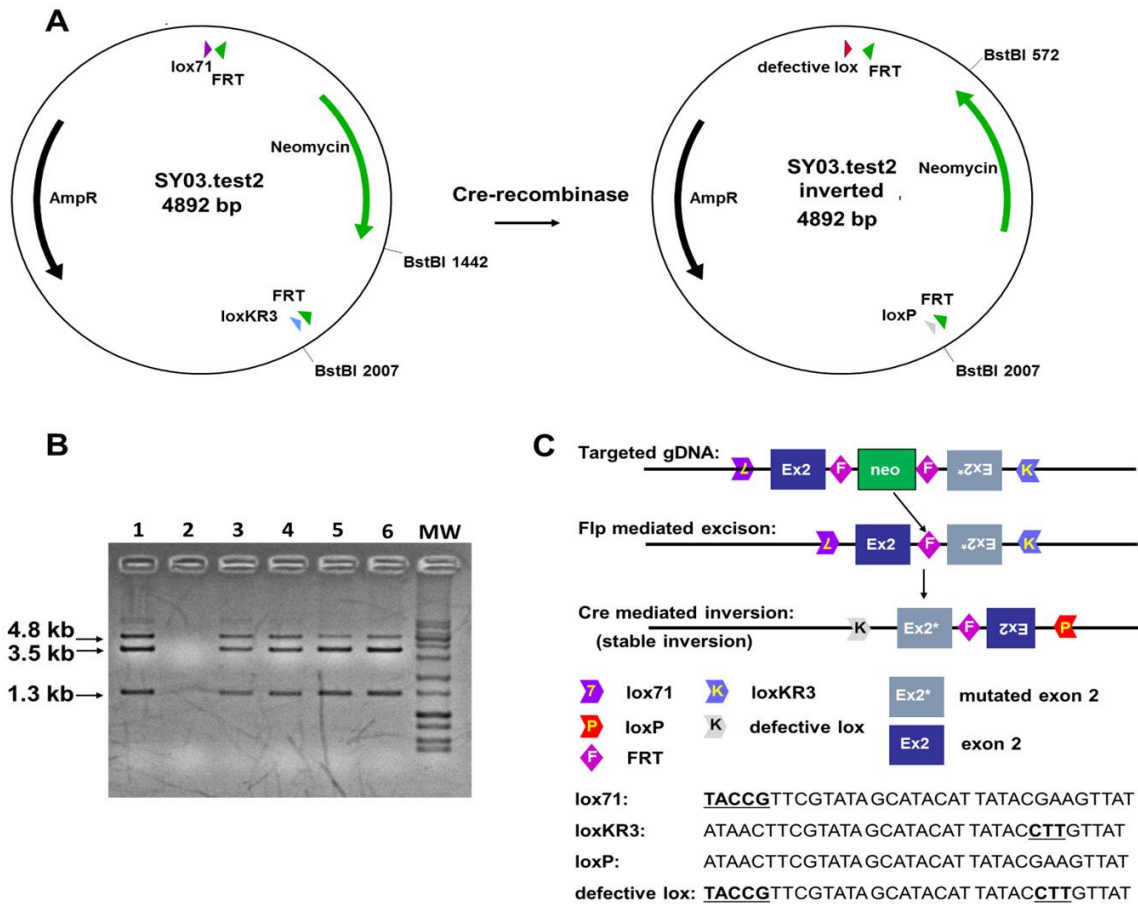 A
lox71
FRT
Neomycin
AmpR
SY03.test2
4892 bp
BstBI 1442
FRT
loxKR3
BstBI 2007
Cre-recombinase
defective lox
FRT
BstBI 572
Neomycin
AmpR
SY03.test2
inverted
4892 bp
FRT
loxP
BstBI 2007
B
1 2 3 4 5 6 MW
4.8 kb
3.5 kb
1.3 kb
C
Targeted gDNA:
7 Ex2 F neo F Ex2* K
Flp mediated excison:
7 Ex2 F Ex2* K
Cre mediated inversion:
(stable inversion)
K Ex2* F Ex2 P
7 lox71 K loxKR3 Ex2* mutated exon 2
P loxP K defective lox Ex2 exon 2
F FRT
lox71: TACCGTTCGTATA GCATACAT TATACGAAGTTAT
loxKR3: ATAACTTCGTATA GCATACAT TATACCTTGTTAT
loxP: ATAACTTCGTATA GCATACAT TATACGAAGTTAT
defective lox: TACCGTTCGTATA GCATACAT TATACCTTGTTAT